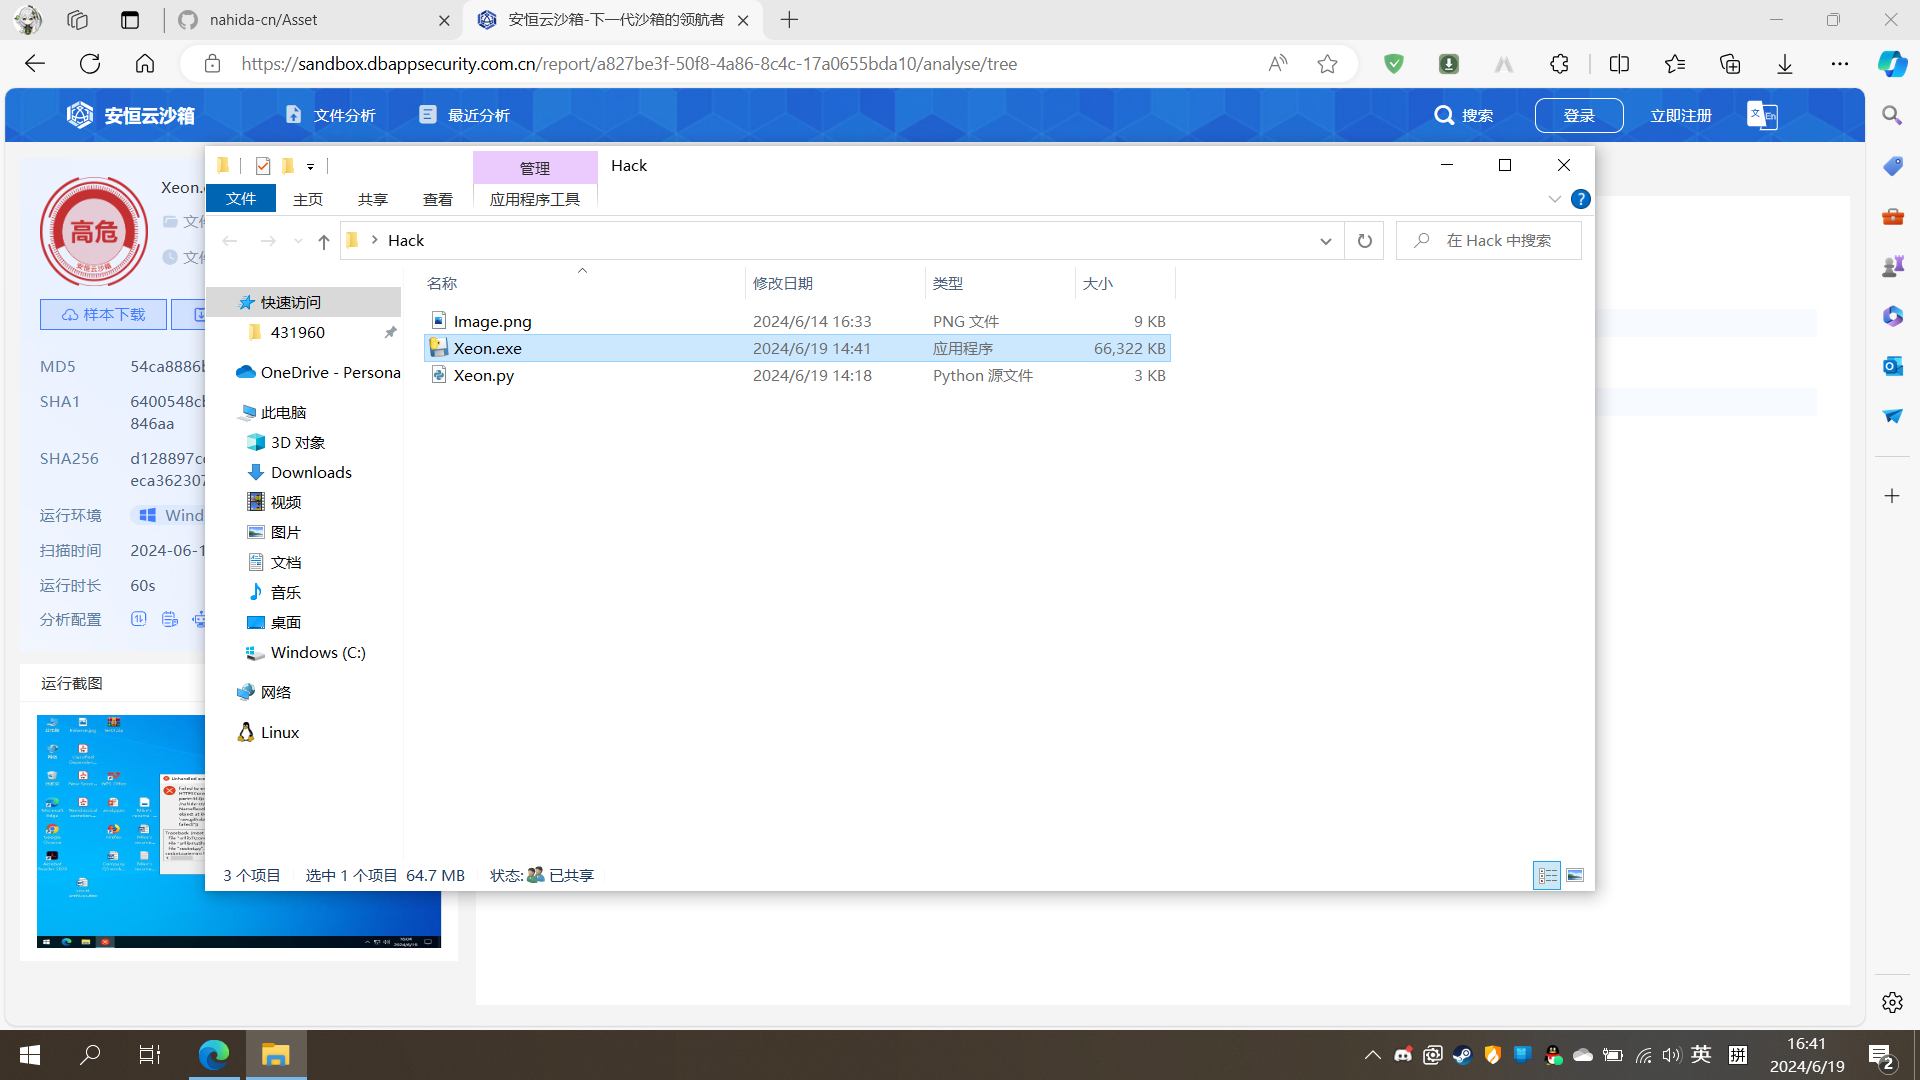 nahida-cn/Asset
安恒云沙箱-下一代沙箱的领航者
https://sandbox.dbappsecurity.com.cn/report/a827be3f-50f8-4a86-8c4c-17a0655bda10/analyse/tree
安恒云沙箱
文件分析
最近分析
搜索
登录
立即注册
管理
Hack
文件
主页
共享
查看
应用程序工具
Hack
在 Hack 中搜索
名称
修改日期
类型
大小
Image.png 2024/6/14 16:33 PNG 文件 9 KB
Xeon.exe 2024/6/19 14:41 应用程序 66,322 KB
Xeon.py 2024/6/19 14:18 Python 源文件 3 KB
快速访问
431960
OneDrive - Persona
此电脑
3D 对象
Downloads
视频
图片
文档
音乐
桌面
Windows (C:)
网络
Linux
3 个项目
选中 1 个项目 64.7 MB
状态: 已共享
高危
安恒云沙箱
样本下载
MD5 54ca8886
SHA1 6400548c
846aa
SHA256 d128897c
eca362307
运行环境 Wind
扫描时间 2024-06-1
运行时长 60s
分析配置
运行截图
英
拼
16:41
2024/6/19
2